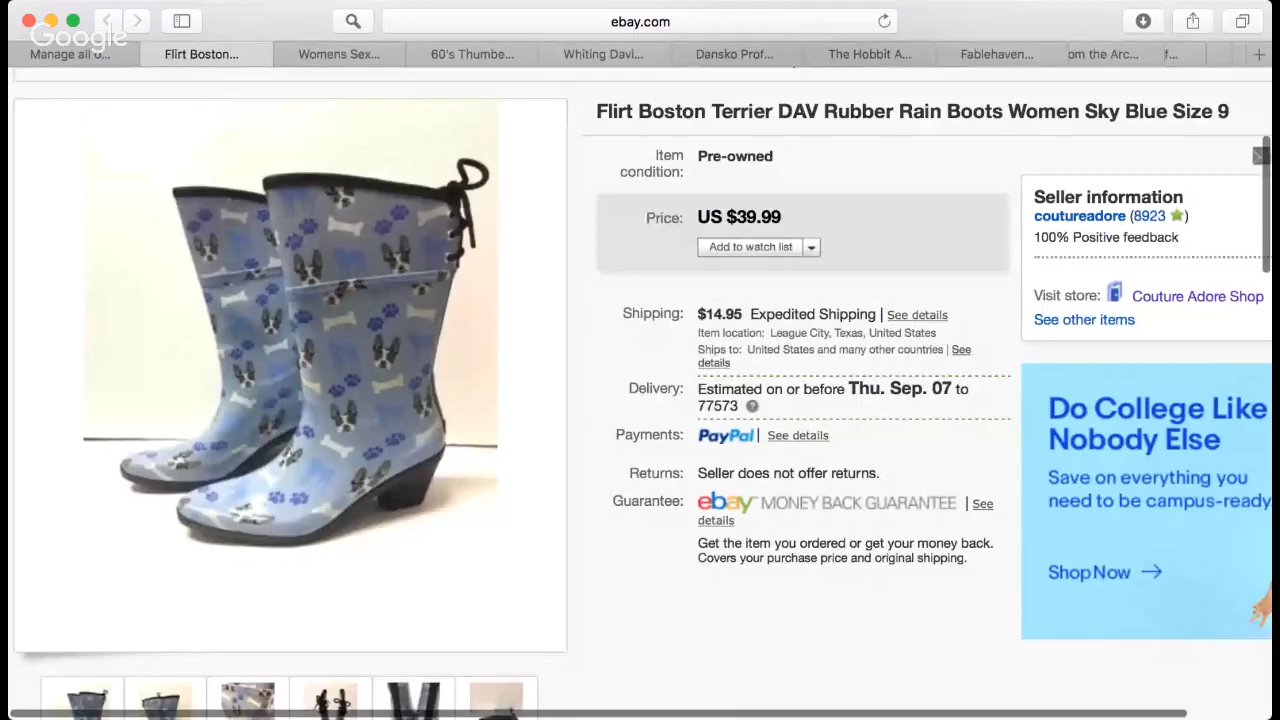 ebay.com
Google
Manage all o...
Flirt Boston...
Womens Sex...
60's Thumbe...
Whiting Davi...
Dansko Prof...
The Hobbit A...
Fablehaven...
om the Arc...
f...
Flirt Boston Terrier DAV Rubber Rain Boots Women Sky Blue Size 9
Item condition:
Pre-owned
Price:
US $39.99
Add to watch list
Shipping:
$14.95 Expedited Shipping | See details
Item location: League City, Texas, United States
Ships to: United States and many other countries | See
details
Delivery:
Estimated on or before Thu. Sep. 07 to
77573
Payments:
PayPal | See details
Returns:
Seller does not offer returns.
Guarantee:
ebay MONEY BACK GUARANTEE | See
details
Get the item you ordered or get your money back.
Covers your purchase price and original shipping.
Seller information
coutureadore (8923)
100% Positive feedback
Visit store: Couture Adore Shop
See other items
Do College Like
Nobody Else
Save on everything you
need to be campus-ready
Shop Now